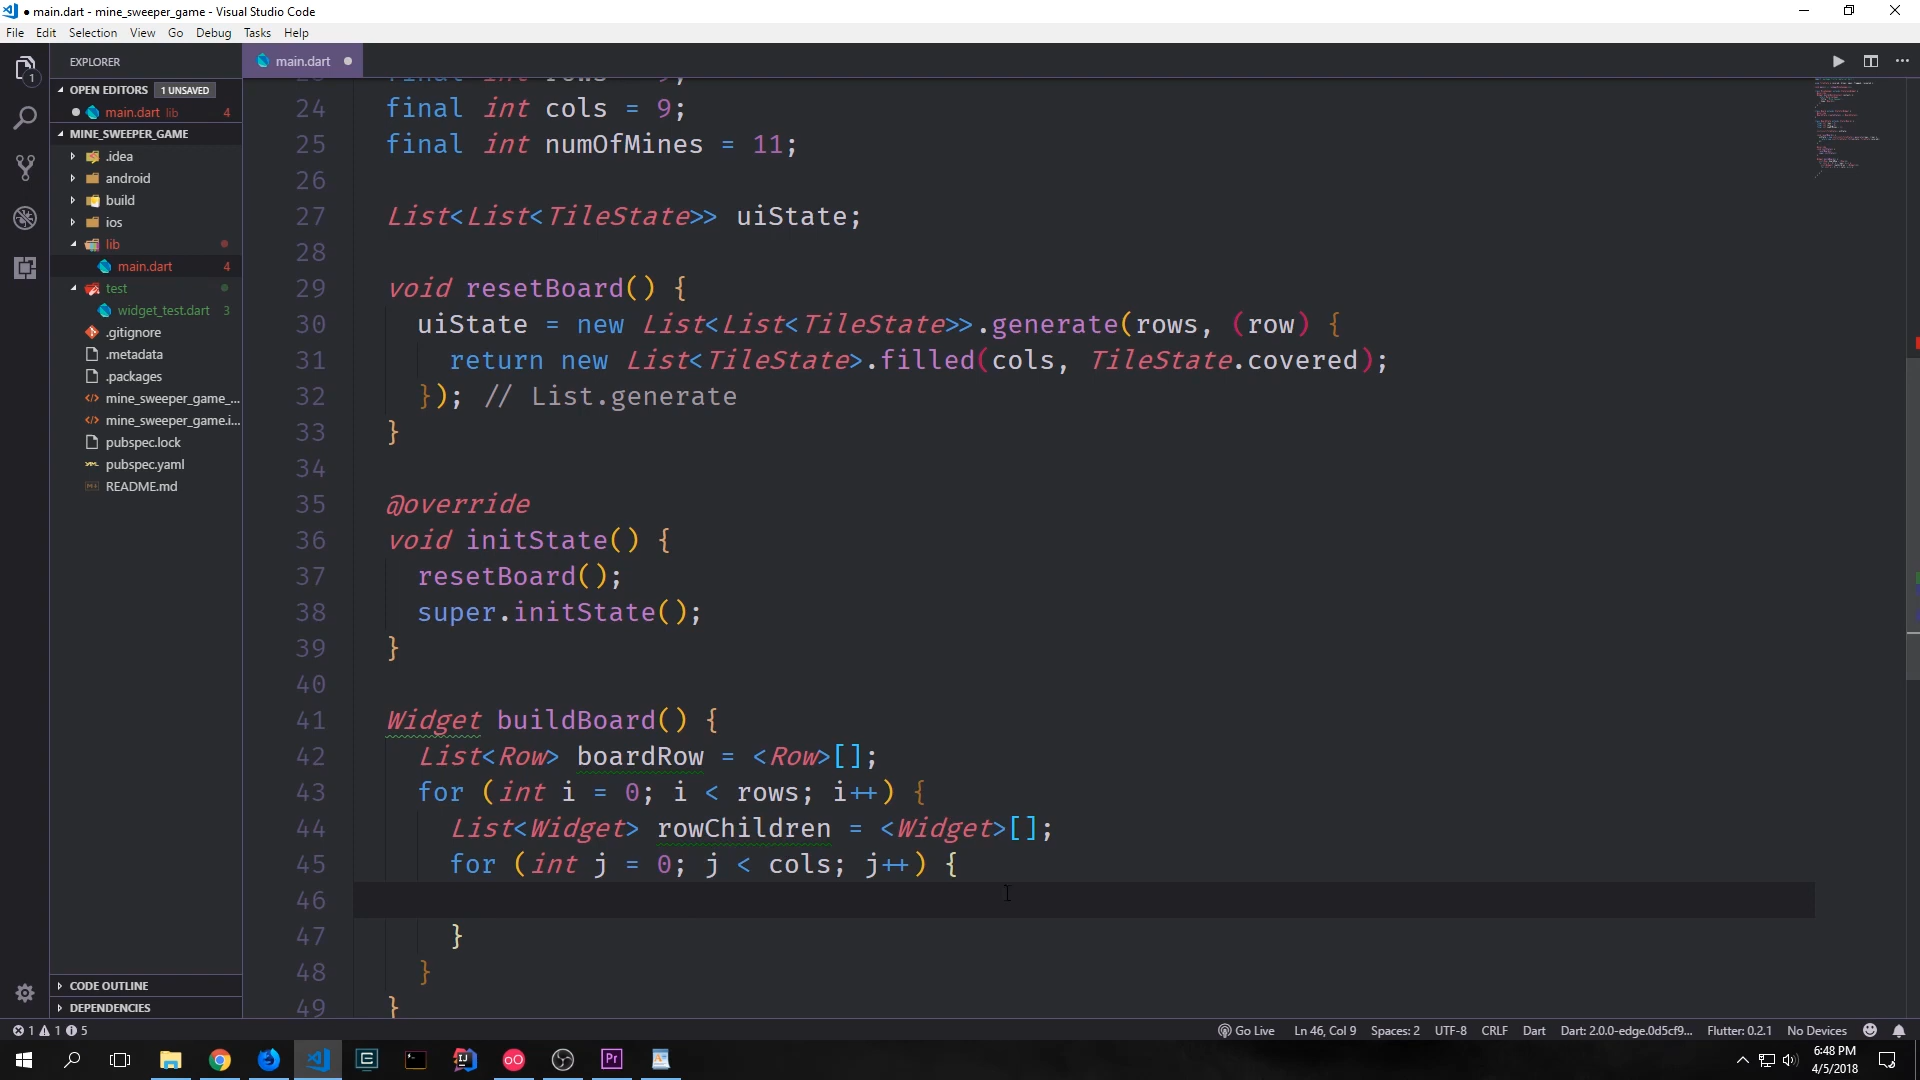 main.dart - mine_sweeper_game - Visual Studio Code
File Edit Selection View Go Debug Tasks Help
EXPLORER
main.dart
OPEN EDITORS 1 UNSAVED
main.dart lib 4
MINE_SWEEPER_GAME
.idea
android
build
ios
lib
main.dart 4
test
widget_test.dart 3
.gitignore
.metadata
.packages
mine_sweeper_game_...
mine_sweeper_game.i...
pubspec.lock
pubspec.yaml
README.md
CODE OUTLINE
DEPENDENCIES
1
24 final int cols = 9;
25 final int numOfMines = 11;
26
27 List<List<TileState>> uiState;
28
29 void resetBoard() {
30 uiState = new List<List<TileState>>.generate(rows, (row) {
31 return new List<TileState>.filled(cols, TileState.covered);
32 }); // List.generate
33 }
34
35 @override
36 void initState() {
37 resetBoard();
38 super.initState();
39 }
40
41 Widget buildBoard() {
42 List<Row> boardRow = <Row>[];
43 for (int i = 0; i < rows; i++) {
44 List<Widget> rowChildren = <Widget>[];
45 for (int j = 0; j < cols; j++) {
46
47 }
48 }
49 }
1 1 5
Go Live Ln 46, Col 9 Spaces: 2 UTF-8 CRLF Dart Dart: 2.0.0-edge.0d5cf9... Flutter: 0.2.1 No Devices
6:48 PM
4/5/2018